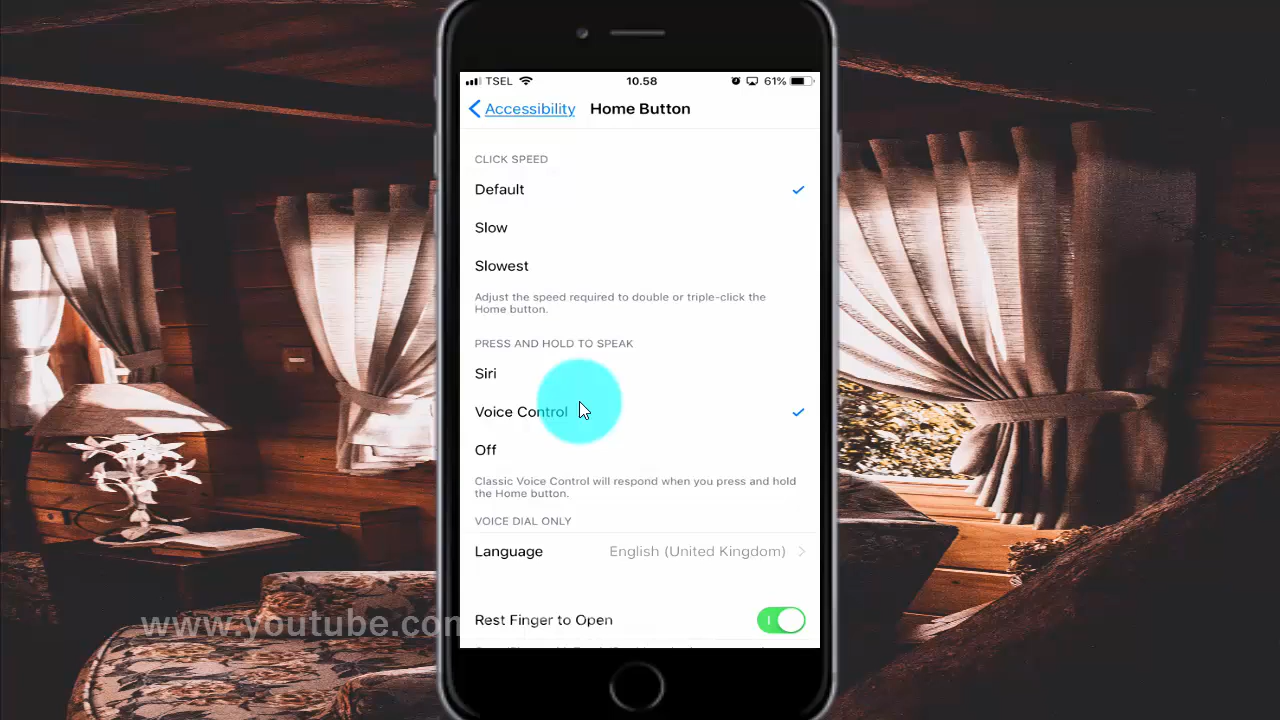 TSEL 10.58 61%
Accessibility Home Button
CLICK SPEED
Default
Slow
Slowest
Adjust the speed required to double or triple-click the
Home button.
PRESS AND HOLD TO SPEAK
Siri
Voice Control
Off
Classic Voice Control will respond when you press and hold
the Home button.
VOICE DIAL ONLY
Language English (United Kingdom)
Rest Finger to Open
www.youtube.com